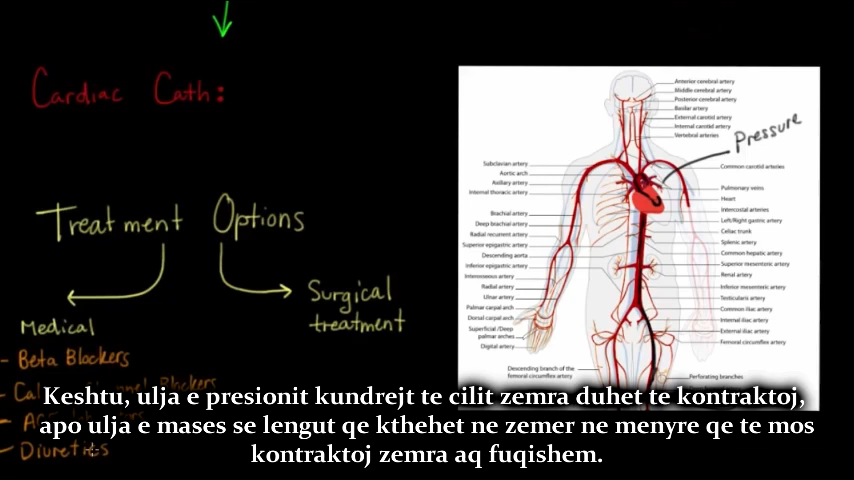 Cardiac Cath:
Treatment Options
Medical
- Beta Blockers
Blockers
- Diuretics
Surgical
treatment
Pressure
Anterior cerebral artery
Middle cerebral artery
Posterior cerebral artery
Basilar artery
External carotid artery
Internal carotid artery
Vertebral arteries
Common carotid arteries
Pulmonary veins
Heart
Intercostal arteries
Left/Right gastric artery
Celiac trunk
Splenic artery
Common hepatic artery
Superior mesenteric artery
Renal artery
Inferior mesenteric artery
Testicularis artery
Common iliac artery
Internal iliac artery
External iliac artery
Femoral circumflex artery
Perforating branches
Subclavian artery
Aortic arch
Axillary artery
Internal thoracic artery
Brachial artery
Deep brachial artery
Radial recurrent artery
Superior epigastric artery
Descending aorta
Inferior epigastric artery
Interosseous artery
Radial artery
Ulnar artery
Palmar carpal arch
Dorsal carpal arch
Superficial /Deep
palmar arches
Digital artery
Descending branch of the
femoral circumflex artery
Keshtu, ulja e presionit kundrejt te cilit zemra duhet te kontraktoj,
apo ulja e mases se lengut qe kthehet ne zemer ne menyre qe te mos
kontraktoj zemra aq fuqishem.